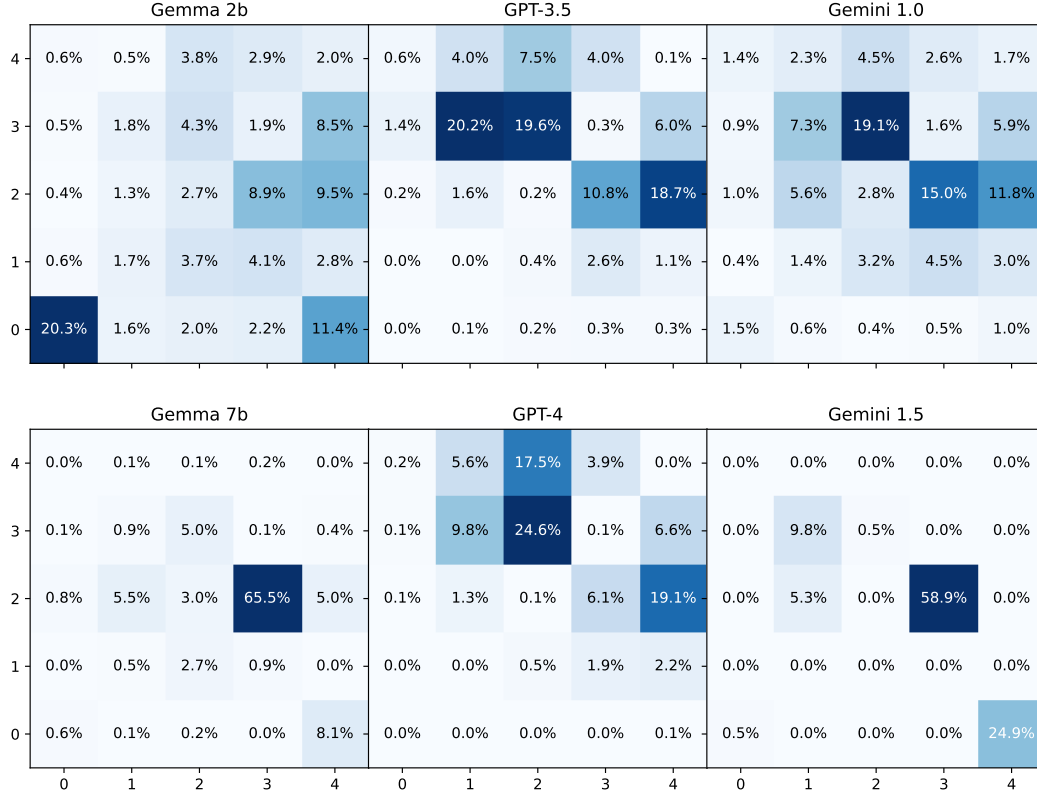 Gemma 2b GPT-3.5 Gemini 1.0
4 0.6% 0.5% 3.8% 2.9% 2.0% 0.6% 4.0% 7.5% 4.0% 0.1% 1.4% 2.3% 4.5% 2.6% 1.7%
3 0.5% 1.8% 4.3% 1.9% 8.5% 1.4% 20.2% 19.6% 0.3% 6.0% 0.9% 7.3% 19.1% 1.6% 5.9%
2 0.4% 1.3% 2.7% 8.9% 9.5% 0.2% 1.6% 0.2% 10.8% 18.7% 1.0% 5.6% 2.8% 15.0% 11.8%
1 0.6% 1.7% 3.7% 4.1% 2.8% 0.0% 0.0% 0.4% 2.6% 1.1% 0.4% 1.4% 3.2% 4.5% 3.0%
0 20.3% 1.6% 2.0% 2.2% 11.4% 0.0% 0.1% 0.2% 0.3% 0.3% 1.5% 0.6% 0.4% 0.5% 1.0%
Gemma 7b GPT-4 Gemini 1.5
4 0.0% 0.1% 0.1% 0.2% 0.0% 0.2% 5.6% 17.5% 3.9% 0.0% 0.0% 0.0% 0.0% 0.0% 0.0%
3 0.1% 0.9% 5.0% 0.1% 0.4% 0.1% 9.8% 24.6% 0.1% 6.6% 0.0% 9.8% 0.5% 0.0% 0.0%
2 0.8% 5.5% 3.0% 65.5% 5.0% 0.1% 1.3% 0.1% 6.1% 19.1% 0.0% 5.3% 0.0% 58.9% 0.0%
1 0.0% 0.5% 2.7% 0.9% 0.0% 0.0% 0.0% 0.5% 1.9% 2.2% 0.0% 0.0% 0.0% 0.0% 0.0%
0 0.6% 0.1% 0.2% 0.0% 8.1% 0.0% 0.0% 0.0% 0.0% 0.1% 0.5% 0.0% 0.0% 0.0% 24.9%
0 1 2 3 4 0 1 2 3 4 0 1 2 3 4